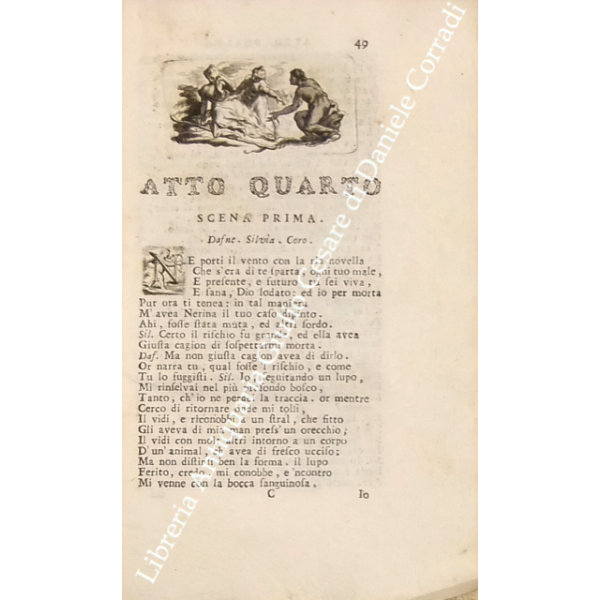 49
ATTO QUARTO
SCENA PRIMA.
Dafne. Silvia. Coro.
NE porti il vento con la ria novella
Che s'era di te sparta ogni tuo male,
E presente, e futuro. tu sei viva,
E sana, Dio lodato: ed io per morta
Pur ora ti tenea: in tal maniera
M'avea Nerina il tuo caso dipinto.
Ahi, fosse stata muta, ed altri sordo.
Sil. Certo il rischio fu grande, ed ella avea
Giusta cagion di sospettarmi morta.
Daf. Ma non giusta cagion avea di dirlo.
Or narra tu, qual fosse il rischio, e come
Tu lo fuggisti. Sil. Io seguitando un lupo,
Mi rinselvai nel più profondo bosco,
Tanto, ch'io ne perdei la traccia. or mentre
Cerco di ritornare onde mi tolsi,
Il vidi, e riconobbi a un stral, che fitto
Gli aveva di mia man press'un orecchio;
Il vidi con molti altri intorno a un corpo
D'un'animal, ch'avea di fresco ucciso;
Ma non distinsi ben la forma. il lupo
Ferito, credo, mi conobbe, e 'ncontro
Mi venne con la bocca sanguinosa.
C Io
Libreria Antiquaria Giulio Cesare di Daniele Corradi